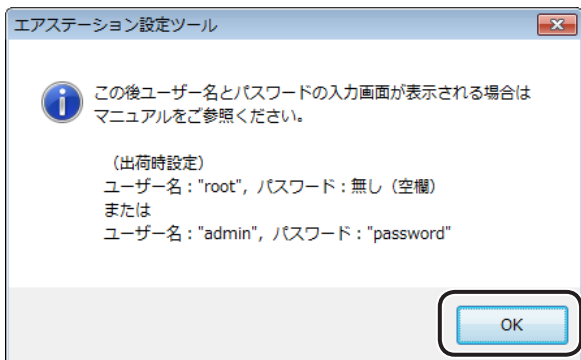 エアステーション設定ツール
この後ユーザー名とパスワードの入力画面が表示される場合は
マニュアルをご参照ください。
（出荷時設定）
ユーザー名："root", パスワード：無し（空欄）
または
ユーザー名："admin", パスワード："password"
OK